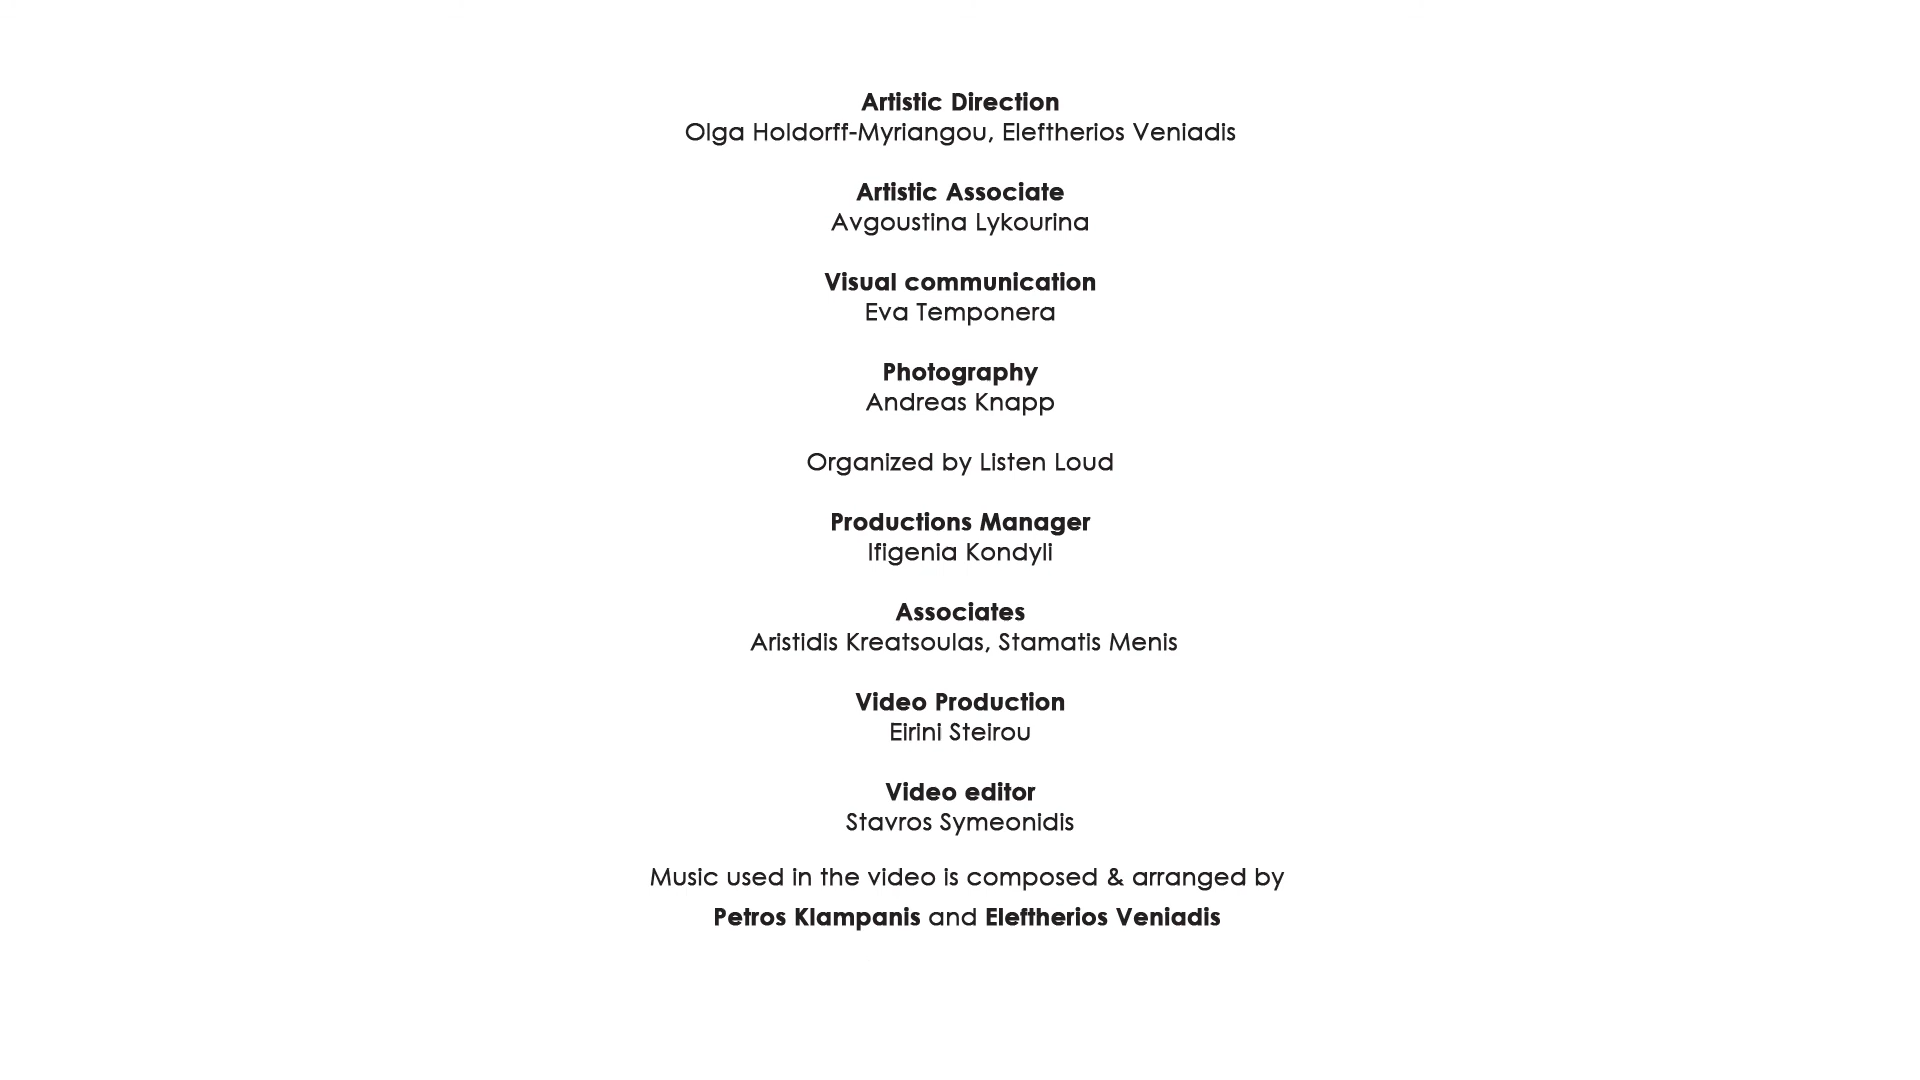 Artistic Direction
Olga Holdorff-Myriangou, Eleftherios Veniadis
Artistic Associate
Avgoustina Lykourina
Visual communication
Eva Temponera
Photography
Andreas Knapp
Organized by Listen Loud
Productions Manager
Ifigenia Kondyli
Associates
Aristidis Kreatsoulas, Stamatis Menis
Video Production
Eirini Steirou
Video editor
Stavros Symeonidis
Music used in the video is composed & arranged by
Petros Klampanis and Eleftherios Veniadis